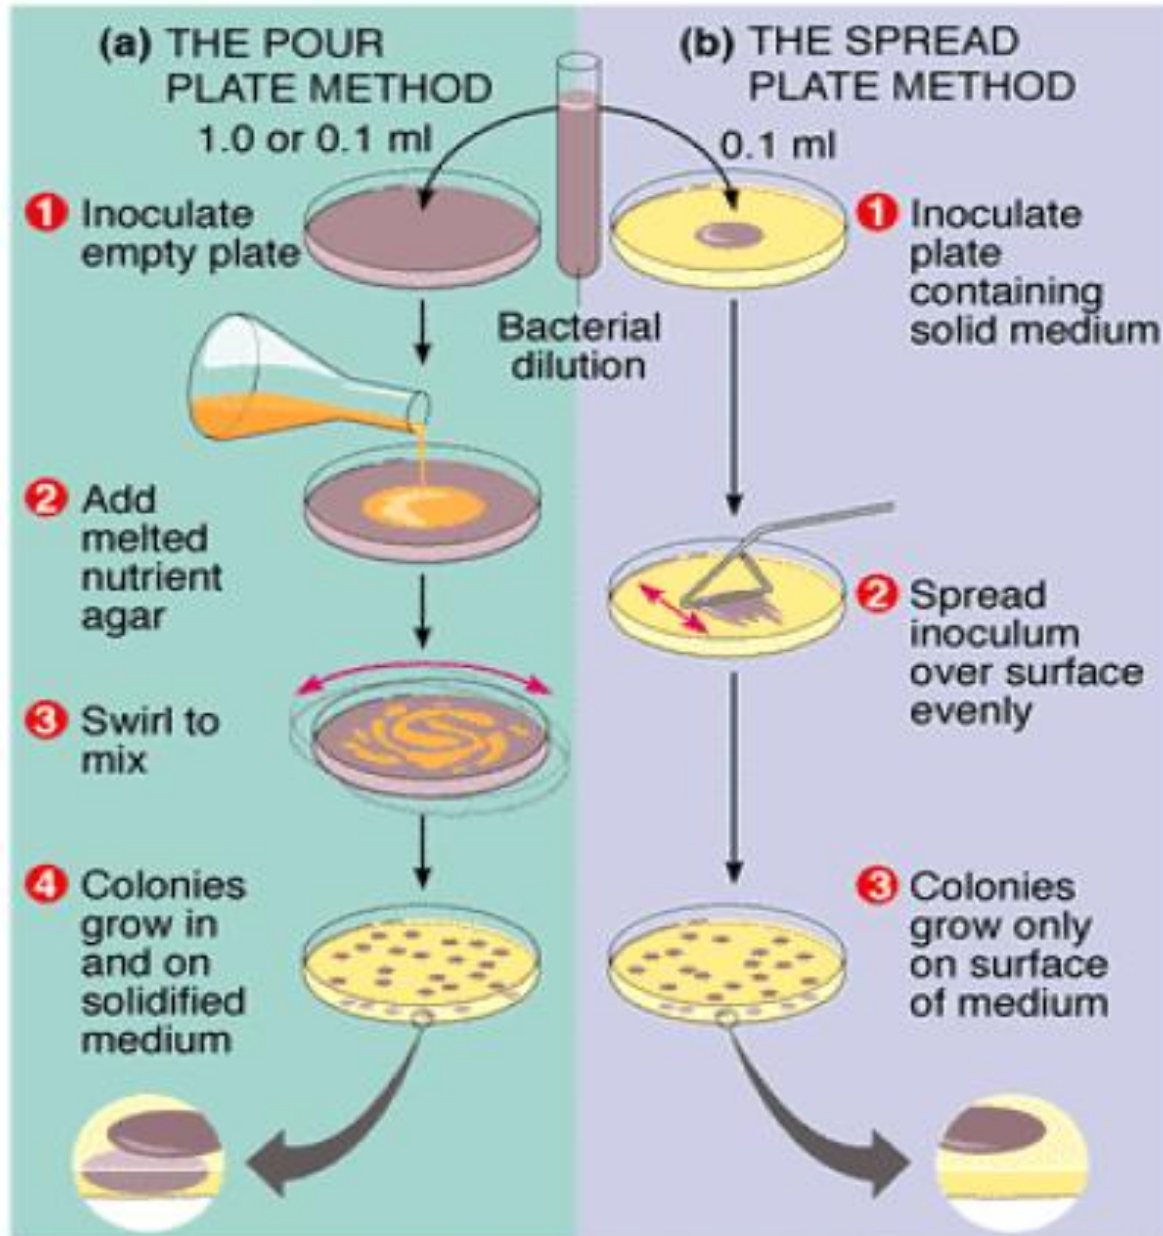 (a) THE POUR
PLATE METHOD
1.0 or 0.1 ml
1 Inoculate
empty plate
2 Add
melted
nutrient
agar
3 Swirl to
mix
4 Colonies
grow in
and on
solidified
medium
Bacterial
dilution
(b) THE SPREAD
PLATE METHOD
0.1 ml
1 Inoculate
plate
containing
solid medium
2 Spread
inoculum
over surface
evenly
3 Colonies
grow only
on surface
of medium